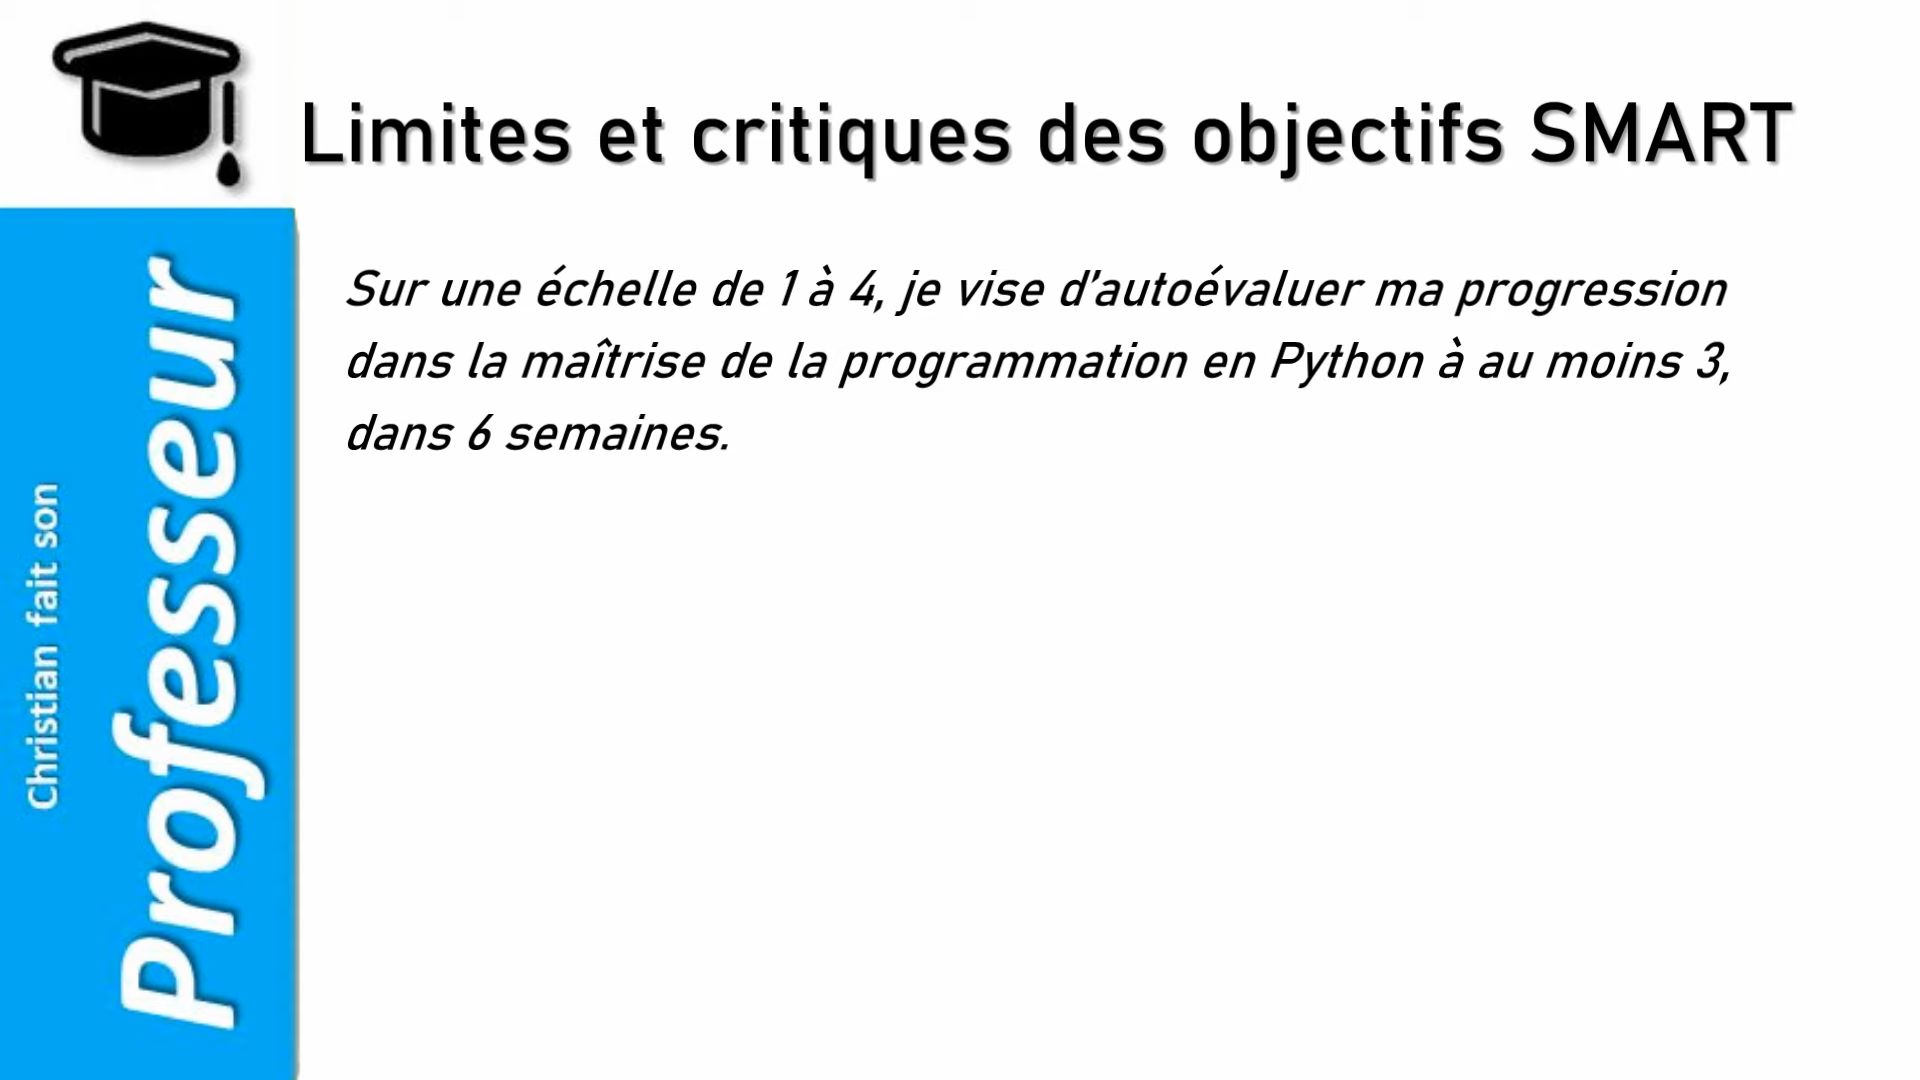 Limites et critiques des objectifs SMART
Sur une échelle de 1 à 4, je vise d'autoévaluer ma progression
dans la maîtrise de la programmation en Python à au moins 3,
dans 6 semaines.
Christian fait son
Professeur